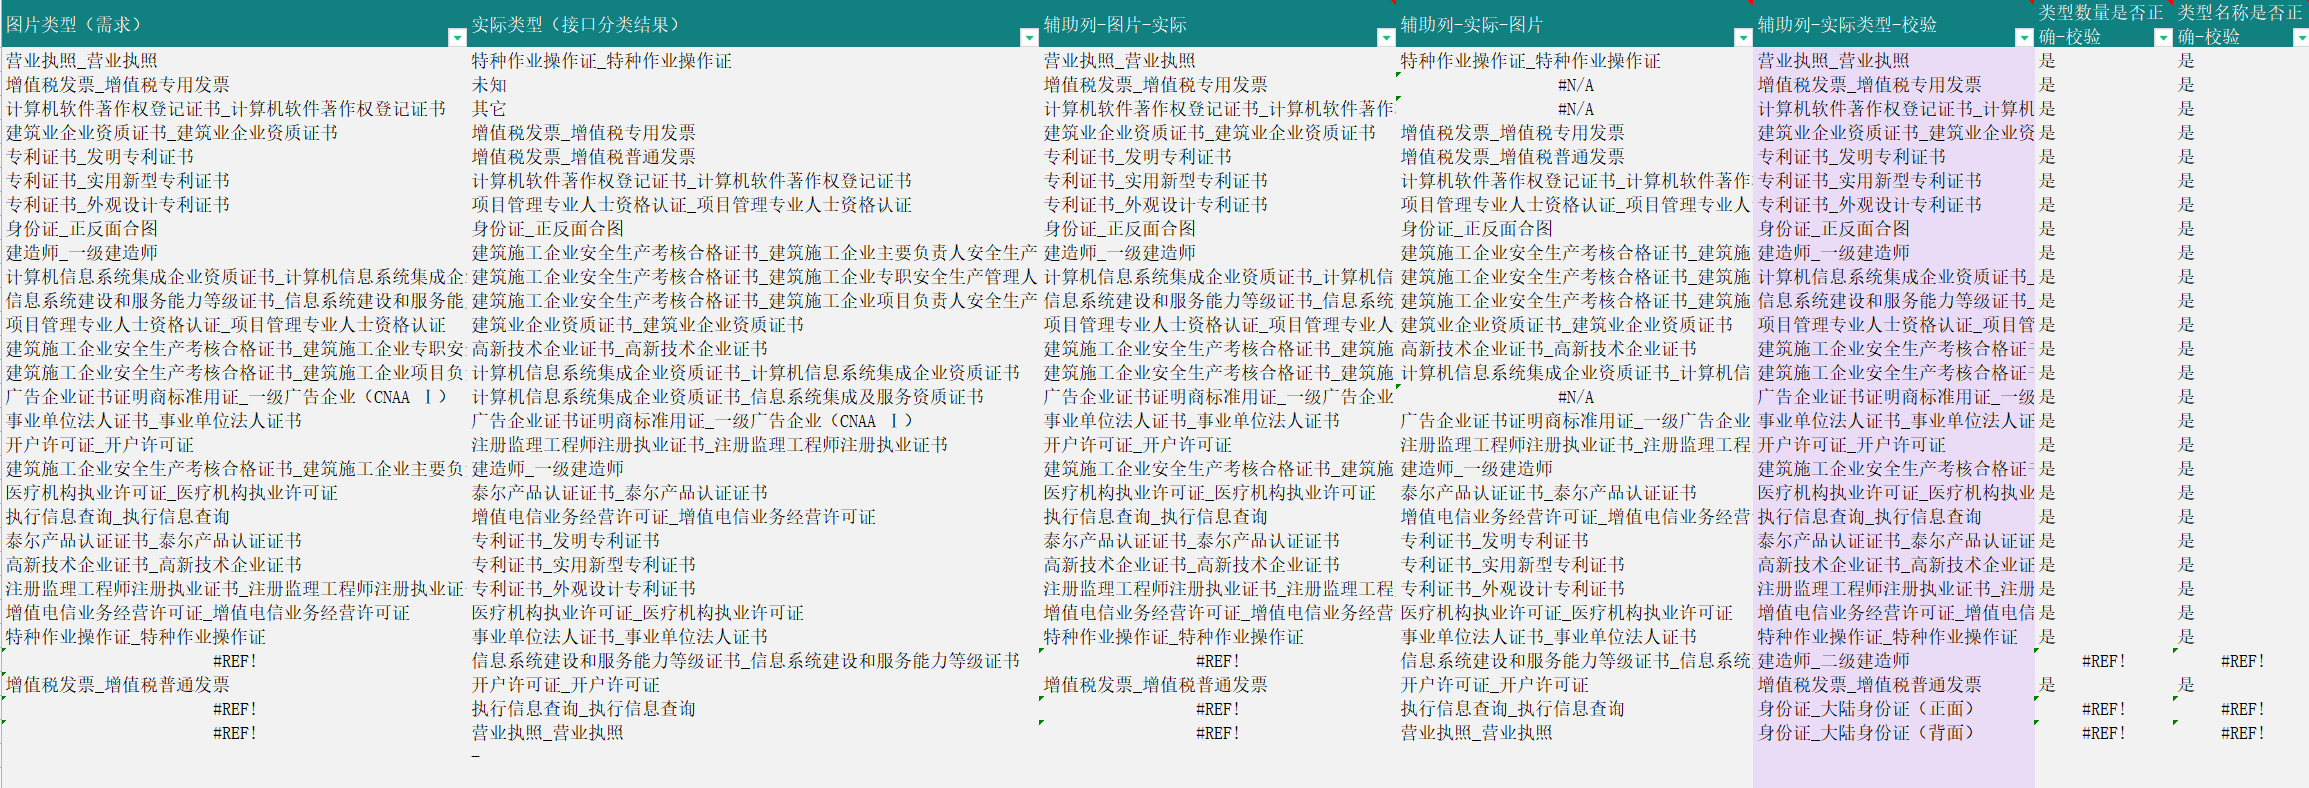 图片类型（需求） 实际类型（接口分类结果） 辅助列-图片-实际 辅助列-实际-图片 辅助列-实际类型-校验 类型数量是否正确-校验 类型名称是否正确-校验
营业执照_营业执照 特种作业操作证_特种作业操作证 营业执照_营业执照 特种作业操作证_特种作业操作证 营业执照_营业执照 是 是
增值税发票_增值税专用发票 未知 增值税发票_增值税专用发票 #N/A 增值税发票_增值税专用发票 是 是
计算机软件著作权登记证书_计算机软件著作权登记证书 其它 计算机软件著作权登记证书_计算机软件著作 #N/A 计算机软件著作权登记证书_计算机 是 是
建筑业企业资质证书_建筑业企业资质证书 增值税发票_增值税专用发票 建筑业企业资质证书_建筑业企业资质证书 增值税发票_增值税专用发票 建筑业企业资质证书_建筑业企业资 是 是
专利证书_发明专利证书 增值税发票_增值税普通发票 专利证书_发明专利证书 增值税发票_增值税普通发票 专利证书_发明专利证书 是 是
专利证书_实用新型专利证书 计算机软件著作权登记证书_计算机软件著作权登记证书 专利证书_实用新型专利证书 计算机软件著作权登记证书_计算机软件著作 专利证书_实用新型专利证书 是 是
专利证书_外观设计专利证书 项目管理专业人士资格认证_项目管理专业人士资格认证 专利证书_外观设计专利证书 项目管理专业人士资格认证_项目管理专业人 专利证书_外观设计专利证书 是 是
身份证_正反面合图 身份证_正反面合图 身份证_正反面合图 身份证_正反面合图 身份证_正反面合图 是 是
建造师_一级建造师 建筑施工企业安全生产考核合格证书_建筑施工企业主要负责人安全生产 建造师_一级建造师 建筑施工企业安全生产考核合格证书_建筑施 建造师_一级建造师 是 是
计算机信息系统集成企业资质证书_计算机信息系统集成企 建筑施工企业安全生产考核合格证书_建筑施工企业专职安全生产管理人 计算机信息系统集成企业资质证书_计算机信 建筑施工企业安全生产考核合格证书_建筑施 计算机信息系统集成企业资质证书_ 是 是
信息系统建设和服务能力等级证书_信息系统建设和服务能 建筑施工企业安全生产考核合格证书_建筑施工企业项目负责人安全生产 信息系统建设和服务能力等级证书_信息系统 建筑施工企业安全生产考核合格证书_建筑施 信息系统建设和服务能力等级证书_ 是 是
项目管理专业人士资格认证_项目管理专业人士资格认证 建筑业企业资质证书_建筑业企业资质证书 项目管理专业人士资格认证_项目管理专业人 建筑业企业资质证书_建筑业企业资质证书 项目管理专业人士资格认证_项目管 是 是
建筑施工企业安全生产考核合格证书_建筑施工企业专职安 高新技术企业证书_高新技术企业证书 建筑施工企业安全生产考核合格证书_建筑施 高新技术企业证书_高新技术企业证书 建筑施工企业安全生产考核合格证 是 是
建筑施工企业安全生产考核合格证书_建筑施工企业项目负 计算机信息系统集成企业资质证书_计算机信息系统集成企业资质证书 建筑施工企业安全生产考核合格证书_建筑施 计算机信息系统集成企业资质证书_计算机信 建筑施工企业安全生产考核合格证 是 是
广告企业证书证明商标准用证_一级广告企业（CNAA Ⅰ） 计算机信息系统集成企业资质证书_信息系统集成及服务资质证书 广告企业证书证明商标准用证_一级广告企业 #N/A 广告企业证书证明商标准用证_一级 是 是
事业单位法人证书_事业单位法人证书 广告企业证书证明商标准用证_一级广告企业（CNAA Ⅰ） 事业单位法人证书_事业单位法人证书 广告企业证书证明商标准用证_一级广告企业 事业单位法人证书_事业单位法人证 是 是
开户许可证_开户许可证 注册监理工程师注册执业证书_注册监理工程师注册执业证书 开户许可证_开户许可证 注册监理工程师注册执业证书_注册监理工程 开户许可证_开户许可证 是 是
建筑施工企业安全生产考核合格证书_建筑施工企业主要负 建造师_一级建造师 建筑施工企业安全生产考核合格证书_建筑施 建造师_一级建造师 建筑施工企业安全生产考核合格证 是 是
医疗机构执业许可证_医疗机构执业许可证 泰尔产品认证证书_泰尔产品认证证书 医疗机构执业许可证_医疗机构执业许可证 泰尔产品认证证书_泰尔产品认证证书 医疗机构执业许可证_医疗机构执业 是 是
执行信息查询_执行信息查询 增值电信业务经营许可证_增值电信业务经营许可证 执行信息查询_执行信息查询 增值电信业务经营许可证_增值电信业务经营 执行信息查询_执行信息查询 是 是
泰尔产品认证证书_泰尔产品认证证书 专利证书_发明专利证书 泰尔产品认证证书_泰尔产品认证证书 专利证书_发明专利证书 泰尔产品认证证书_泰尔产品认证证 是 是
高新技术企业证书_高新技术企业证书 专利证书_实用新型专利证书 高新技术企业证书_高新技术企业证书 专利证书_实用新型专利证书 高新技术企业证书_高新技术企业证 是 是
注册监理工程师注册执业证书_注册监理工程师注册执业证 专利证书_外观设计专利证书 注册监理工程师注册执业证书_注册监理工程 专利证书_外观设计专利证书 注册监理工程师注册执业证书_注册 是 是
增值电信业务经营许可证_增值电信业务经营许可证 医疗机构执业许可证_医疗机构执业许可证 增值电信业务经营许可证_增值电信业务经营 医疗机构执业许可证_医疗机构执业许可证 增值电信业务经营许可证_增值电信 是 是
特种作业操作证_特种作业操作证 事业单位法人证书_事业单位法人证书 特种作业操作证_特种作业操作证 事业单位法人证书_事业单位法人证书 特种作业操作证_特种作业操作证 是 是
#REF! 信息系统建设和服务能力等级证书_信息系统建设和服务能力等级证书 #REF! 信息系统建设和服务能力等级证书_信息系统 建造师_二级建造师 #REF! #REF!
增值税发票_增值税普通发票 开户许可证_开户许可证 增值税发票_增值税普通发票 开户许可证_开户许可证 增值税发票_增值税普通发票 是 是
#REF! 执行信息查询_执行信息查询 #REF! 执行信息查询_执行信息查询 身份证_大陆身份证（正面） #REF! #REF!
#REF! 营业执照_营业执照 #REF! 营业执照_营业执照 身份证_大陆身份证（背面） #REF! #REF!
_